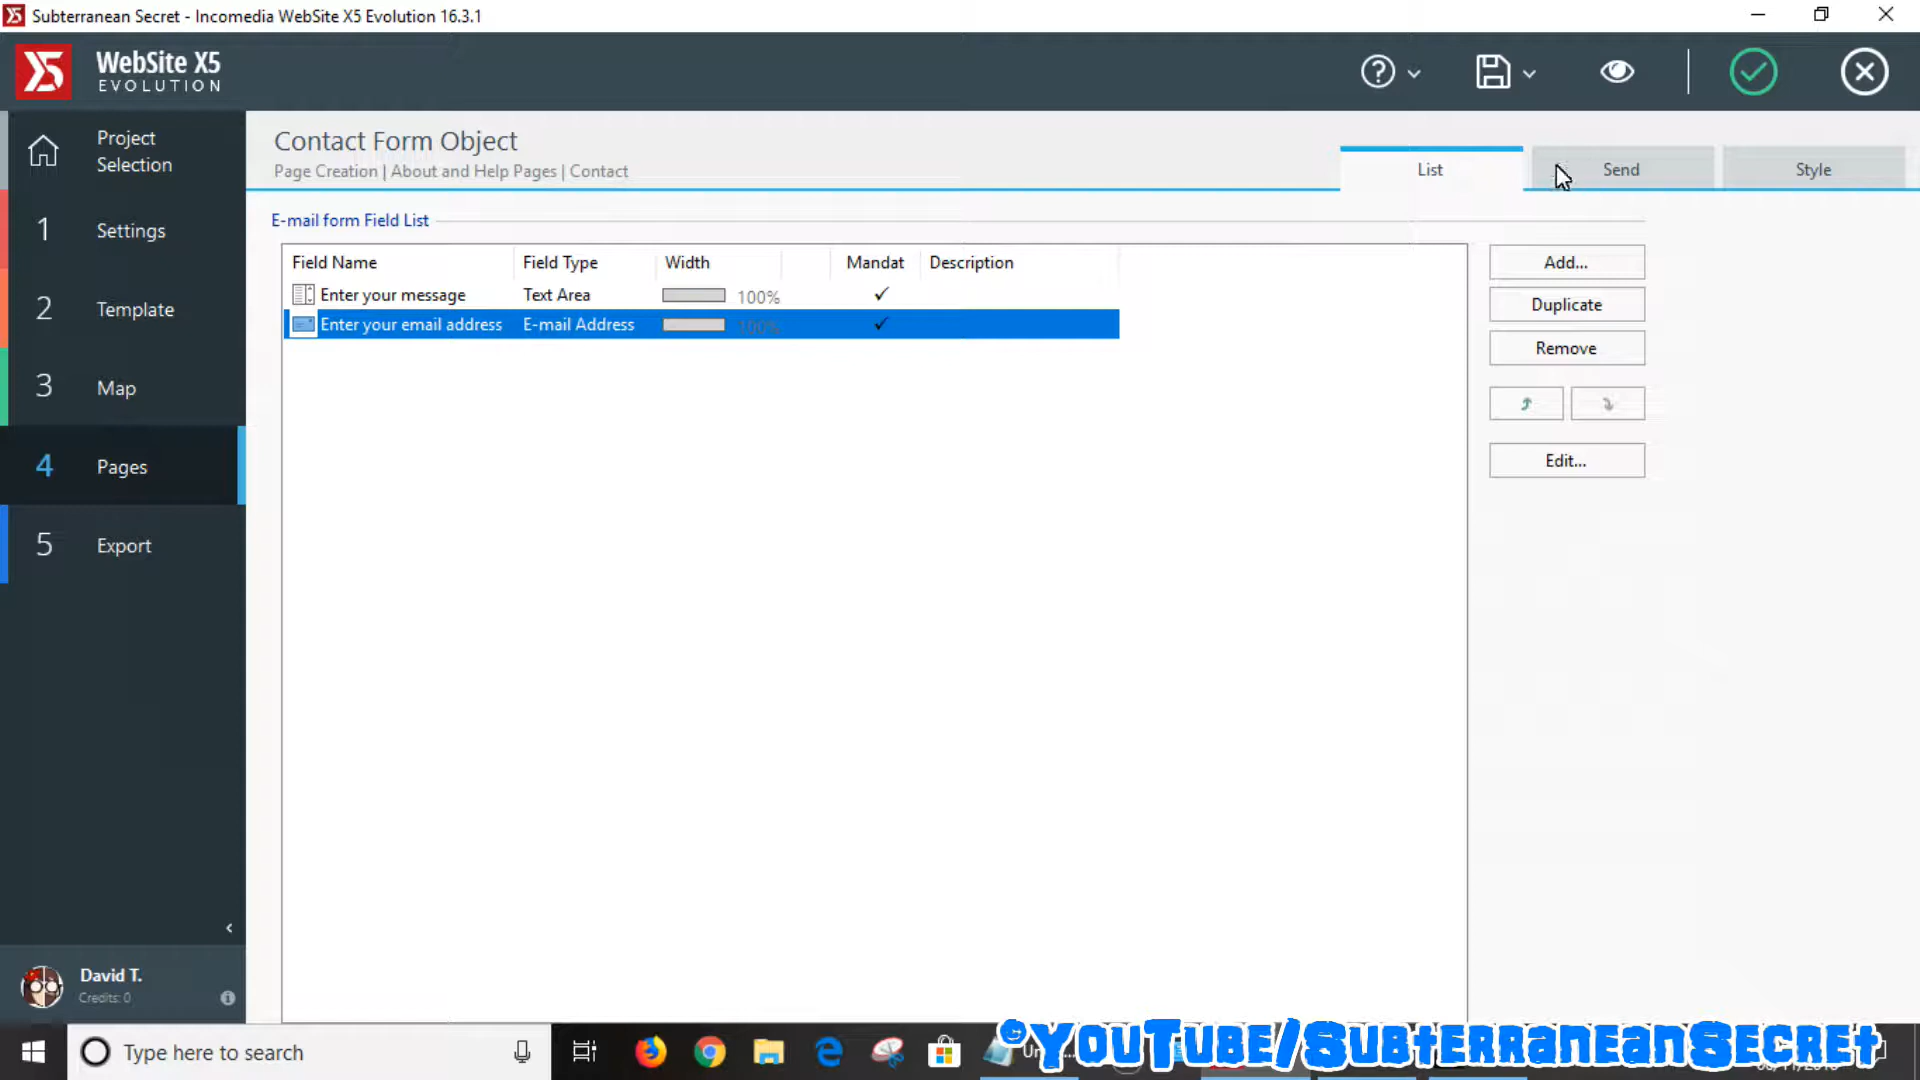 Subterranean Secret - Incomedia WebSite X5 Evolution 16.3.1
WebSite X5
EVOLUTION
Project
Selection
1 Settings
2 Template
3 Map
4 Pages
5 Export
David T.
Credits: 0
Contact Form Object
Page Creation | About and Help Pages | Contact
List Send Style
E-mail form Field List
Field Name Field Type Width Mandat Description
Enter your message Text Area 100% ✓
Enter your email address E-mail Address 100% ✓
Add...
Duplicate
Remove
Edit...
Type here to search
©YouTube/SubterraneanSecret